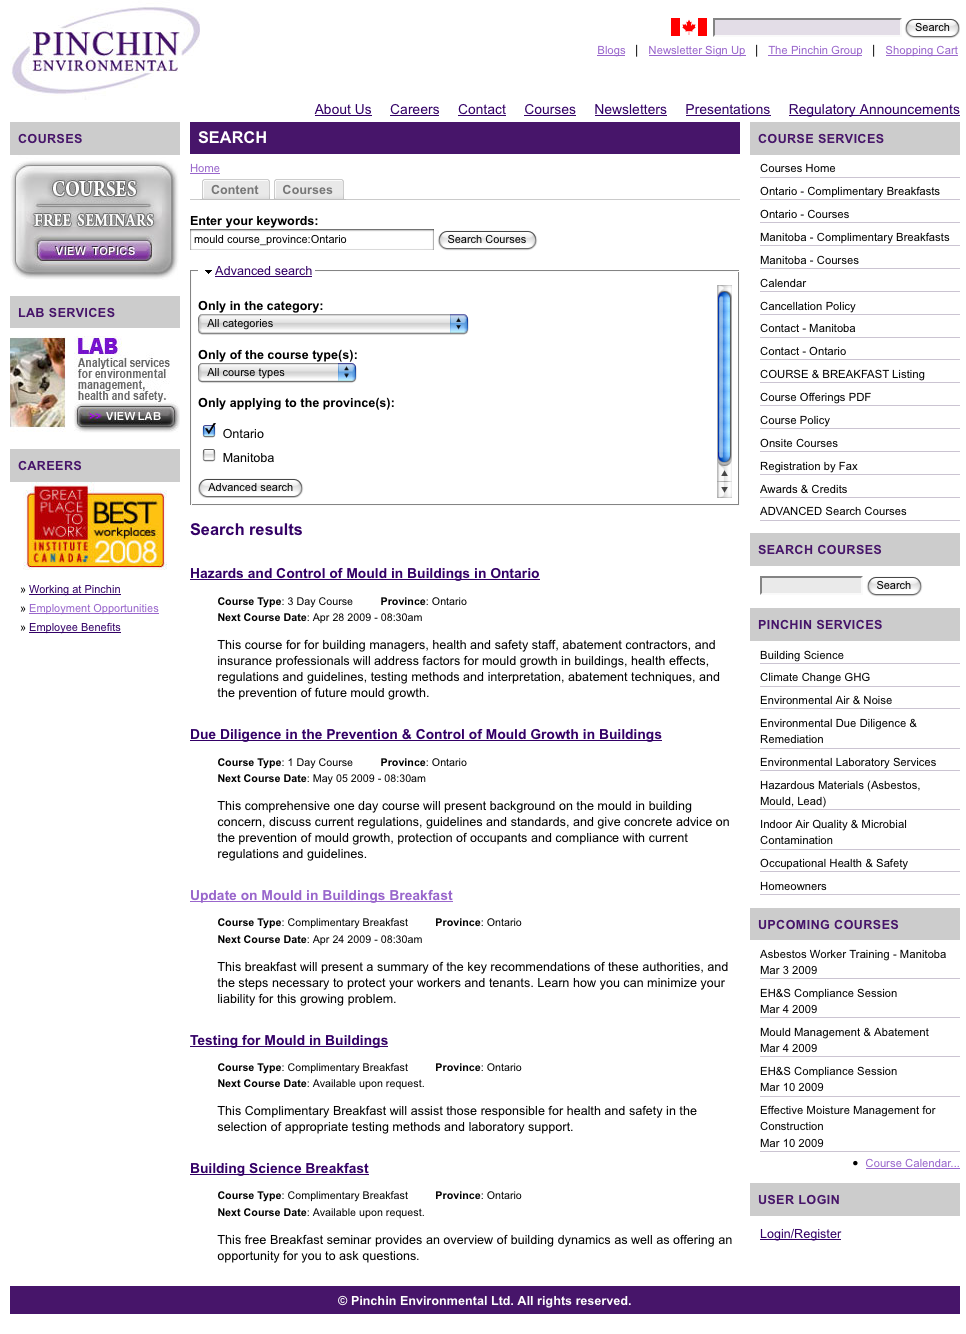 PINCHIN
ENVIRONMENTAL
Search
Blogs | Newsletter Sign Up | The Pinchin Group | Shopping Cart
About Us Careers Contact Courses Newsletters Presentations Regulatory Announcements
COURSES
COURSES
FREE SEMINARS
VIEW TOPICS
LAB SERVICES
LAB
Analytical services
for environmental
management,
health and safety.
>> VIEW LAB
CAREERS
GREAT
PLACE
TO
WORK
INSTITUTE
CANADA
BEST
workplaces
2008
» Working at Pinchin
» Employment Opportunities
» Employee Benefits
SEARCH
Home
Content Courses
Enter your keywords:
mould course_province:Ontario Search Courses
Advanced search
Only in the category:
All categories
Only of the course type(s):
All course types
Only applying to the province(s):
Ontario
Manitoba
Advanced search
Search results
Hazards and Control of Mould in Buildings in Ontario
Course Type: 3 Day Course Province: Ontario
Next Course Date: Apr 28 2009 - 08:30am
This course for for building managers, health and safety staff, abatement contractors, and
insurance professionals will address factors for mould growth in buildings, health effects,
regulations and guidelines, testing methods and interpretation, abatement techniques, and
the prevention of future mould growth.
Due Diligence in the Prevention & Control of Mould Growth in Buildings
Course Type: 1 Day Course Province: Ontario
Next Course Date: May 05 2009 - 08:30am
This comprehensive one day course will present background on the mould in building
concern, discuss current regulations, guidelines and standards, and give concrete advice on
the prevention of mould growth, protection of occupants and compliance with current
regulations and guidelines.
Update on Mould in Buildings Breakfast
Course Type: Complimentary Breakfast Province: Ontario
Next Course Date: Apr 24 2009 - 08:30am
This breakfast will present a summary of the key recommendations of these authorities, and
the steps necessary to protect your workers and tenants. Learn how you can minimize your
liability for this growing problem.
Testing for Mould in Buildings
Course Type: Complimentary Breakfast Province: Ontario
Next Course Date: Available upon request.
This Complimentary Breakfast will assist those responsible for health and safety in the
selection of appropriate testing methods and laboratory support.
Building Science Breakfast
Course Type: Complimentary Breakfast Province: Ontario
Next Course Date: Available upon request.
This free Breakfast seminar provides an overview of building dynamics as well as offering an
opportunity for you to ask questions.
COURSE SERVICES
Courses Home
Ontario - Complimentary Breakfasts
Ontario - Courses
Manitoba - Complimentary Breakfasts
Manitoba - Courses
Calendar
Cancellation Policy
Contact - Manitoba
Contact - Ontario
COURSE & BREAKFAST Listing
Course Offerings PDF
Course Policy
Onsite Courses
Registration by Fax
Awards & Credits
ADVANCED Search Courses
SEARCH COURSES
Search
PINCHIN SERVICES
Building Science
Climate Change GHG
Environmental Air & Noise
Environmental Due Diligence &
Remediation
Environmental Laboratory Services
Hazardous Materials (Asbestos,
Mould, Lead)
Indoor Air Quality & Microbial
Contamination
Occupational Health & Safety
Homeowners
UPCOMING COURSES
Asbestos Worker Training - Manitoba
Mar 3 2009
EH&S Compliance Session
Mar 4 2009
Mould Management & Abatement
Mar 4 2009
EH&S Compliance Session
Mar 10 2009
Effective Moisture Management for
Construction
Mar 10 2009
• Course Calendar...
USER LOGIN
Login/Register
© Pinchin Environmental Ltd. All rights reserved.